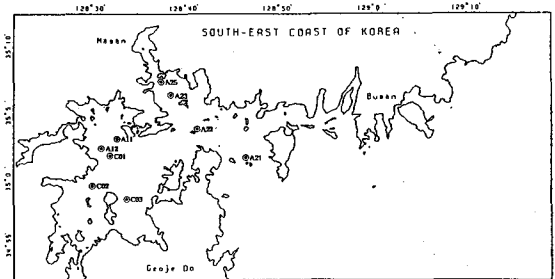 128°30' 128°40' 128°50' 129°0' 129°10'
SOUTH-EAST COAST OF KOREA
Masan
35°10'
A25
A23
Busan
35°5'
A22
A11
A12
C01
A21
35°0'
C02
C03
34°55'
Geoje Do